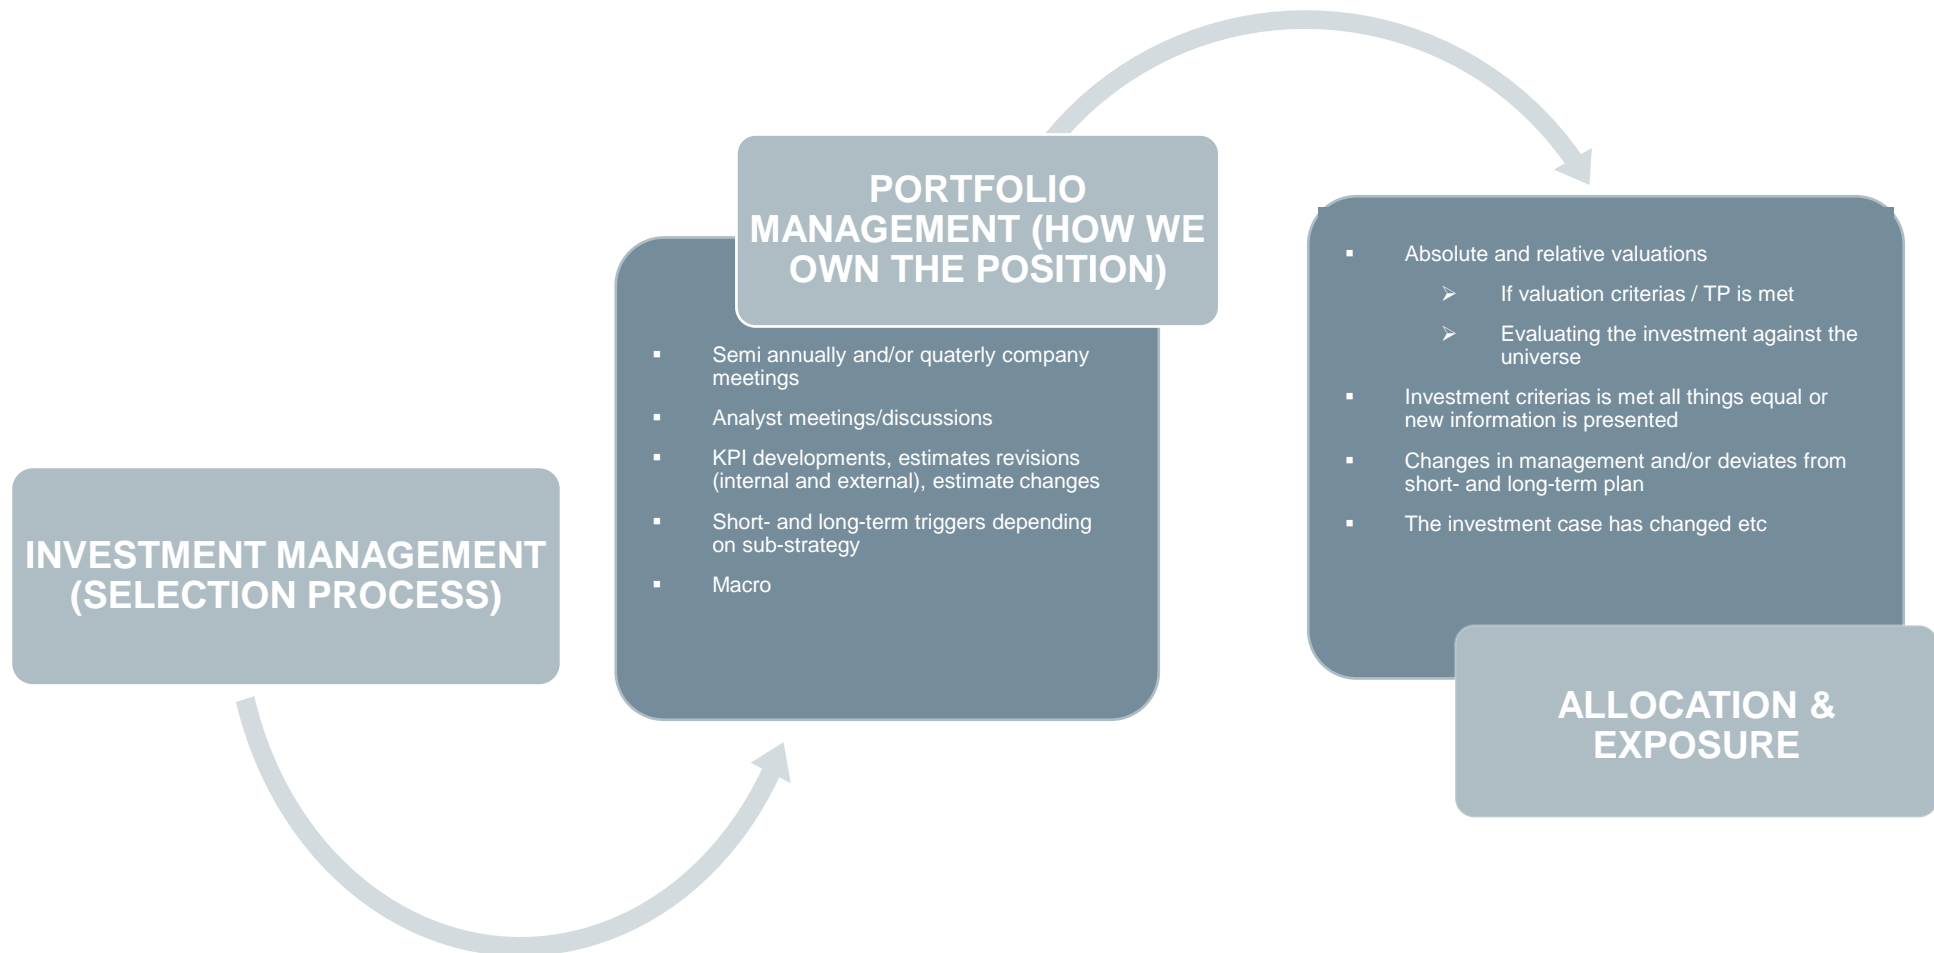 INVESTMENT MANAGEMENT
(SELECTION PROCESS)
PORTFOLIO
MANAGEMENT (HOW WE
OWN THE POSITION)
▪ Semi annually and/or quaterly company
meetings
▪ Analyst meetings/discussions
▪ KPI developments, estimates revisions
(internal and external), estimate changes
▪ Short- and long-term triggers depending
on sub-strategy
▪ Macro
▪ Absolute and relative valuations
➢ If valuation criterias / TP is met
➢ Evaluating the investment against the
universe
▪ Investment criterias is met all things equal or
new information is presented
▪ Changes in management and/or deviates from
short- and long-term plan
▪ The investment case has changed etc
ALLOCATION &
EXPOSURE